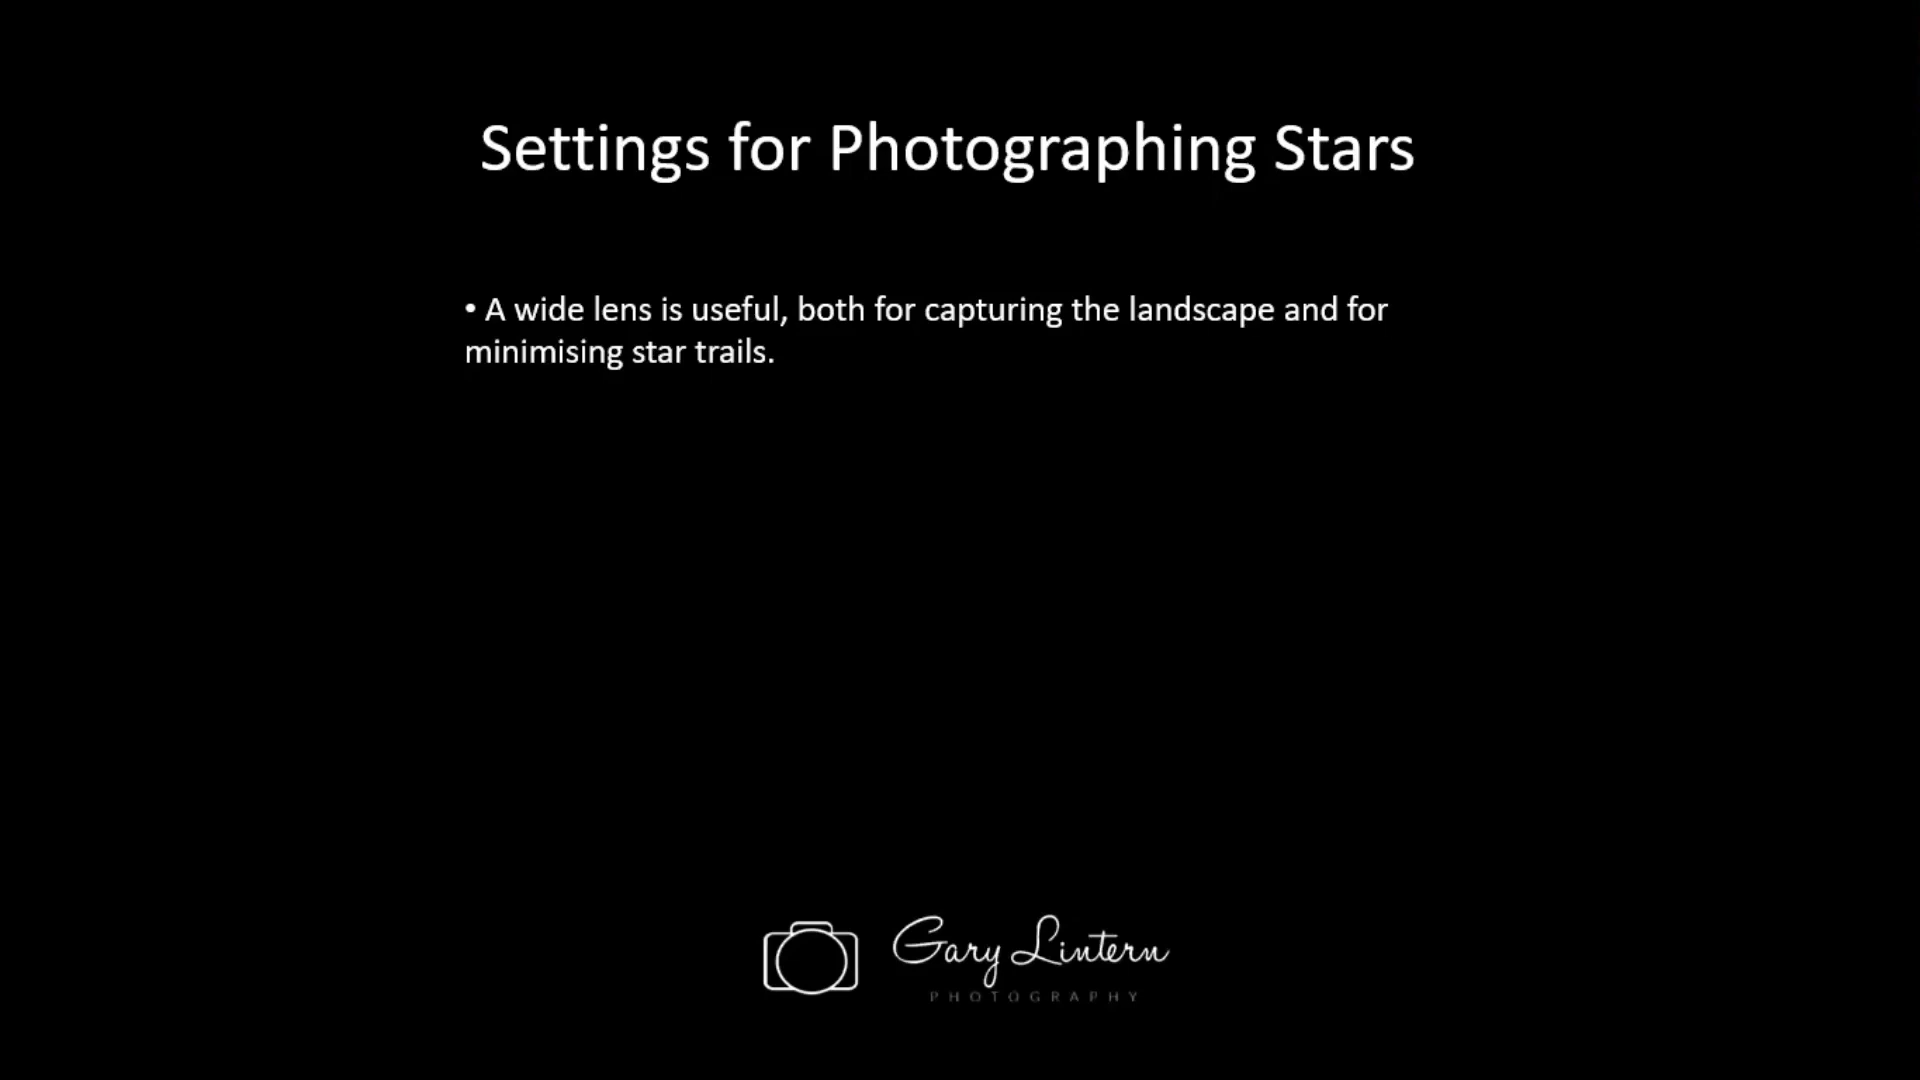 Settings for Photographing Stars
• A wide lens is useful, both for capturing the landscape and for
minimising star trails.
Gary Lintern
PHOTOGRAPHY